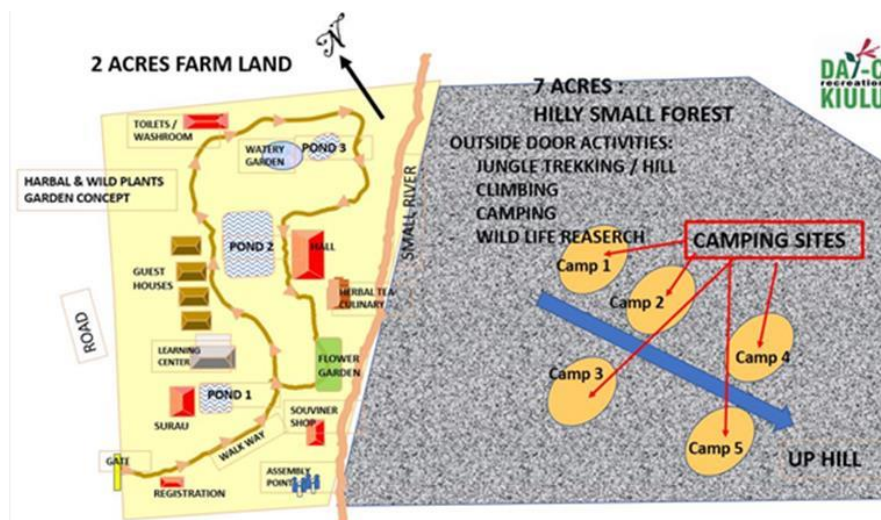 N
2 ACRES FARM LAND
TOILETS /
WASHROOM
WATERY
GARDEN
POND 3
HARBAL & WILD PLANTS
GARDEN CONCEPT
POND 2
HALL
GUEST
HOUSES
HERBAL TEA
CULINARY
SMALL RIVER
ROAD
LEARNING
CENTER
FLOWER
GARDEN
POND 1
SURAU
SOUVINER
SHOP
WALK WAY
GATE
REGISTRATION
ASSEMBLY
POINT
7 ACRES :
HILLY SMALL FOREST
OUTSIDE DOOR ACTIVITIES:
- JUNGLE TREKKING / HILL
CLIMBING
- CAMPING
- WILD LIFE REASERCH
CAMPING SITES
Camp 1
Camp 2
Camp 3
Camp 4
Camp 5
UP HILL
recreation
KIULU